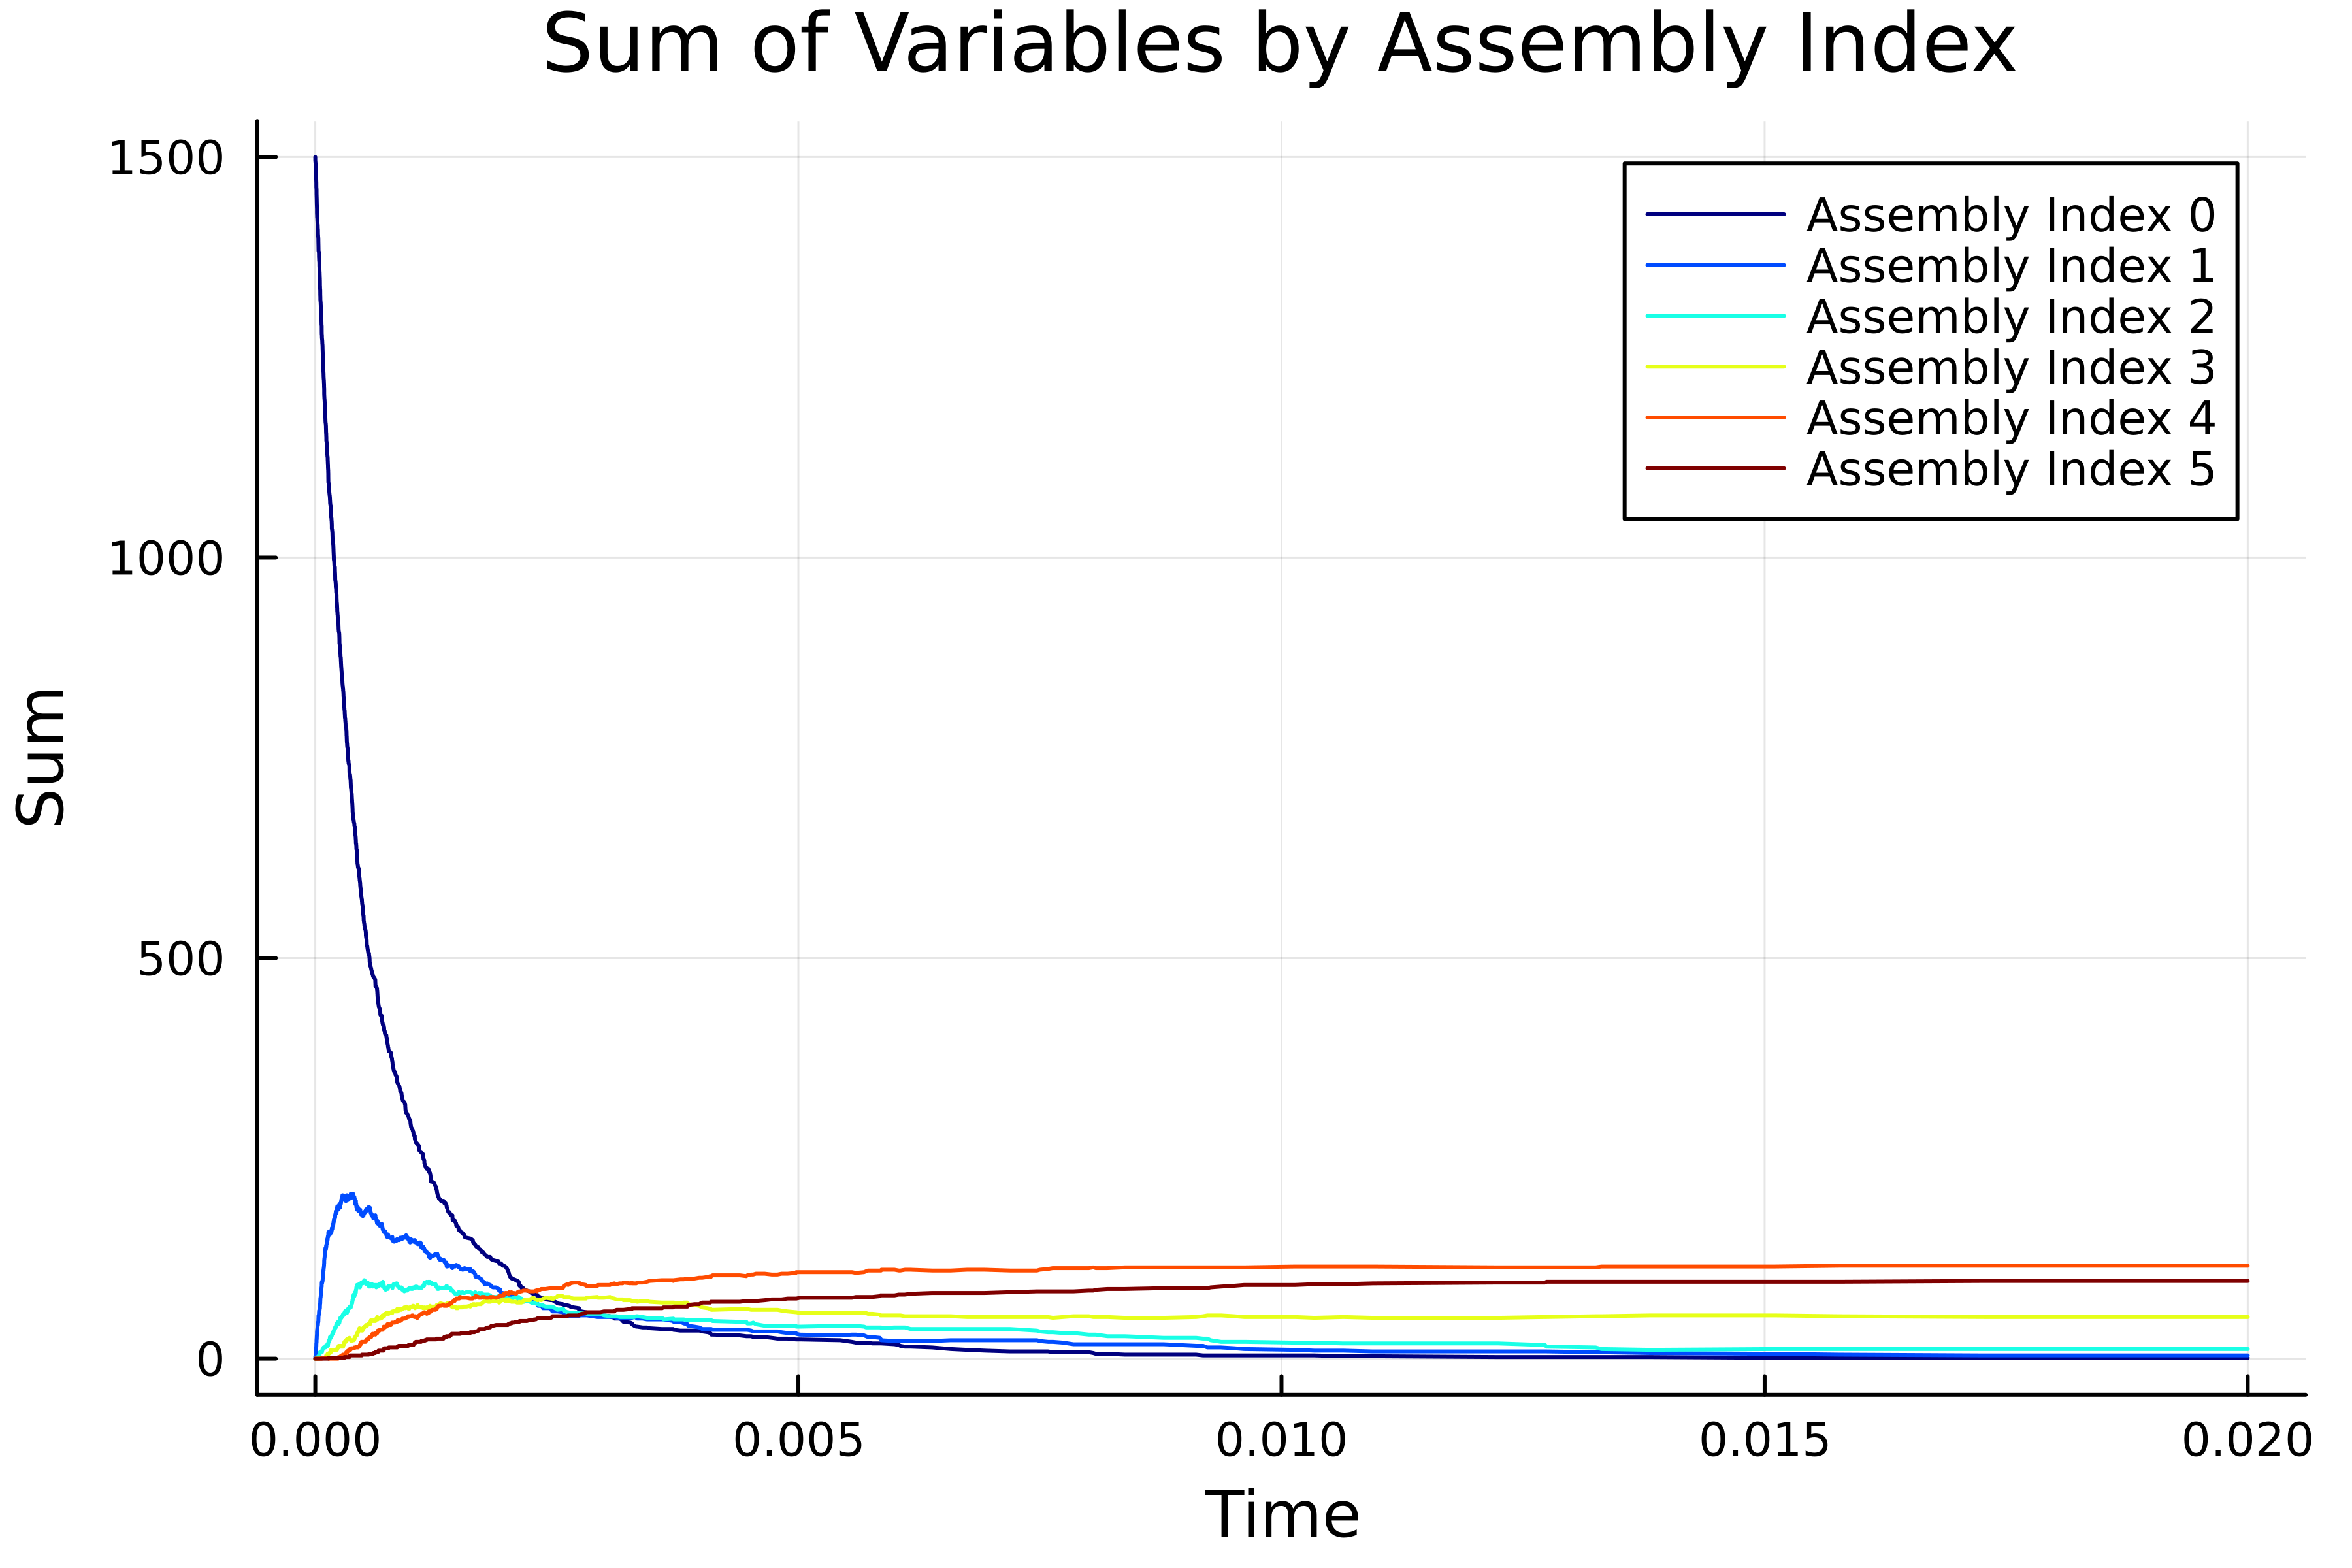 Sum of Variables by Assembly Index
1500
1000
500
0
Sum
Assembly Index 0
Assembly Index 1
Assembly Index 2
Assembly Index 3
Assembly Index 4
Assembly Index 5
0.000 0.005 0.010 0.015 0.020
Time